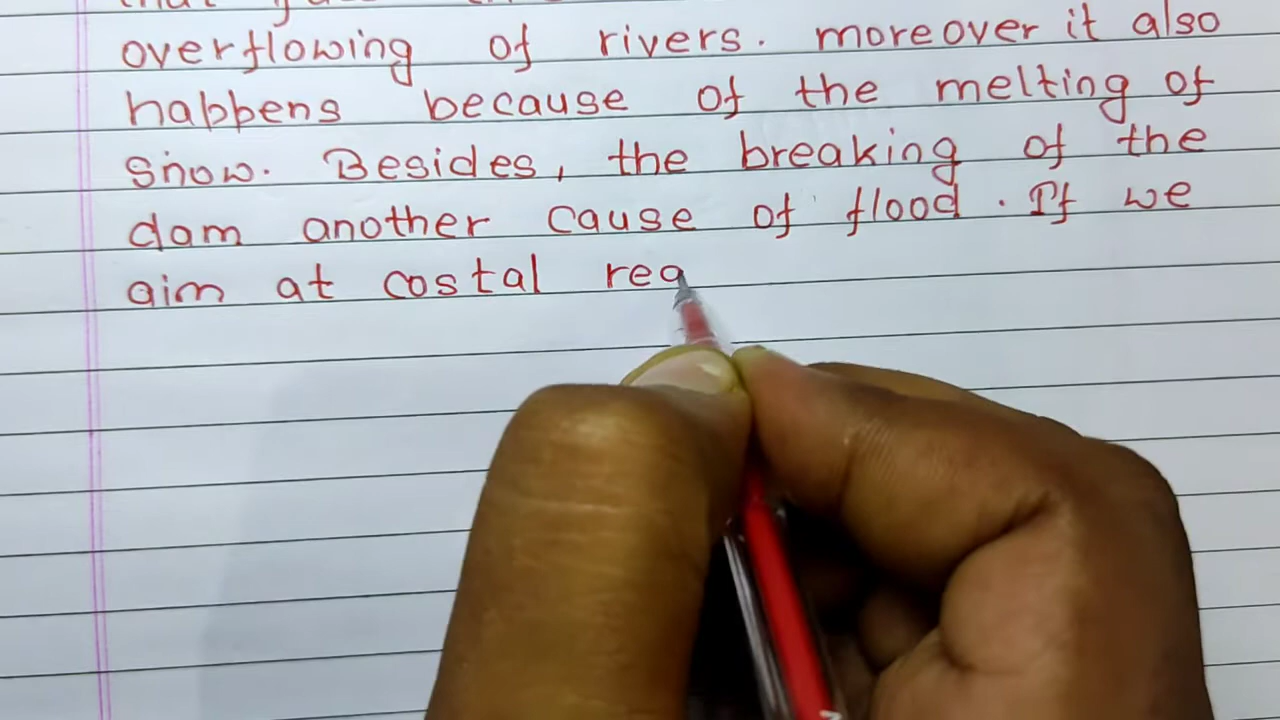 overflowing of rivers. moreover it also
happens because of the melting of
snow. Besides, the breaking of the
dam another cause of flood. If we
aim at costal reg